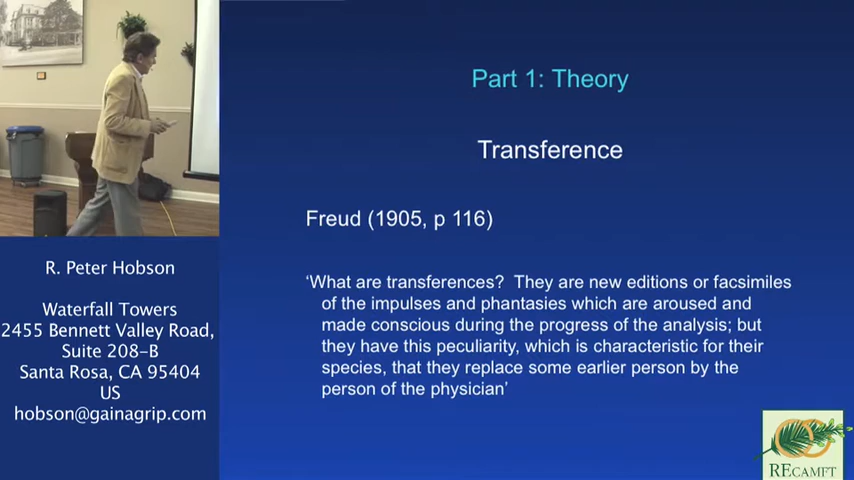 Part 1: Theory
Transference
Freud (1905, p 116)
‘What are transferences?  They are new editions or facsimiles
of the impulses and phantasies which are aroused and
made conscious during the progress of the analysis; but
they have this peculiarity, which is characteristic for their
species, that they replace some earlier person by the
person of the physician’
R. Peter Hobson
Waterfall Towers
2455 Bennett Valley Road,
Suite 208-B
Santa Rosa, CA 95404
US
hobson@gainagrip.com
RECAMFT